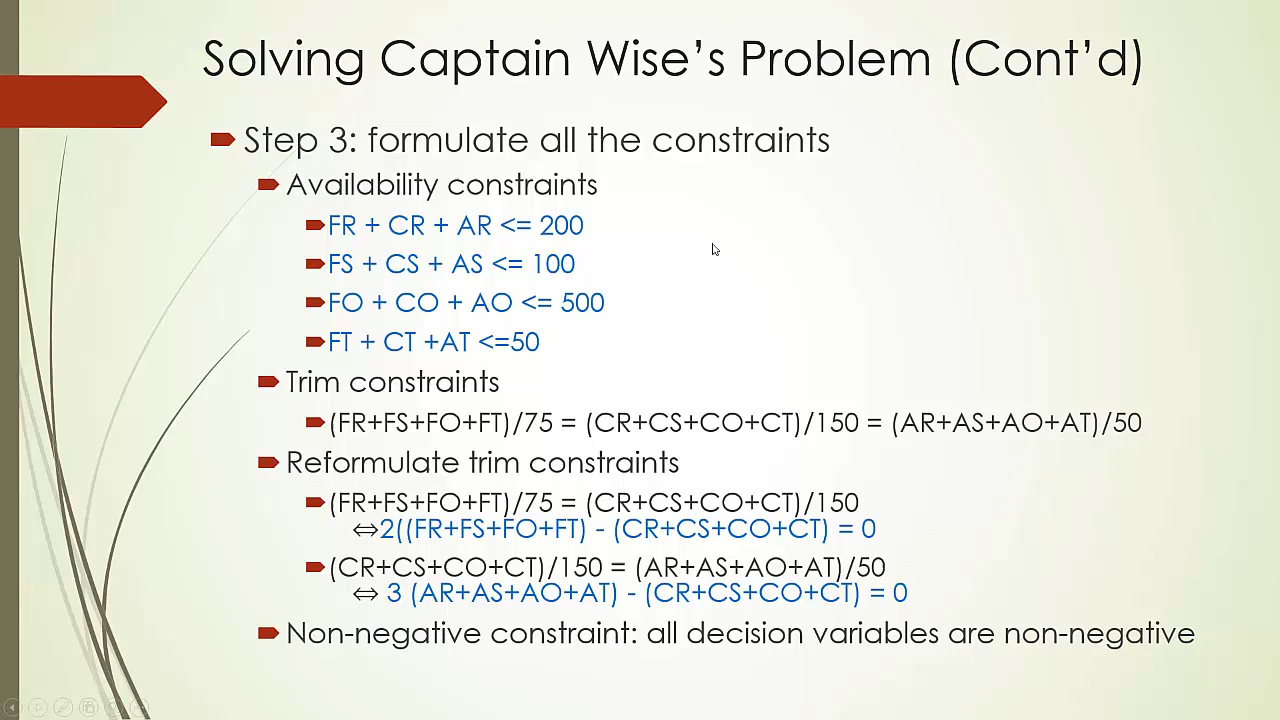 Solving Captain Wise's Problem (Cont'd)
Step 3: formulate all the constraints
Availability constraints
FR + CR + AR <= 200
FS + CS + AS <= 100
FO + CO + AO <= 500
FT + CT +AT <=50
Trim constraints
(FR+FS+FO+FT)/75 = (CR+CS+CO+CT)/150 = (AR+AS+AO+AT)/50
Reformulate trim constraints
(FR+FS+FO+FT)/75 = (CR+CS+CO+CT)/150
⇔2((FR+FS+FO+FT) - (CR+CS+CO+CT) = 0
(CR+CS+CO+CT)/150 = (AR+AS+AO+AT)/50
⇔ 3 (AR+AS+AO+AT) - (CR+CS+CO+CT) = 0
Non-negative constraint: all decision variables are non-negative